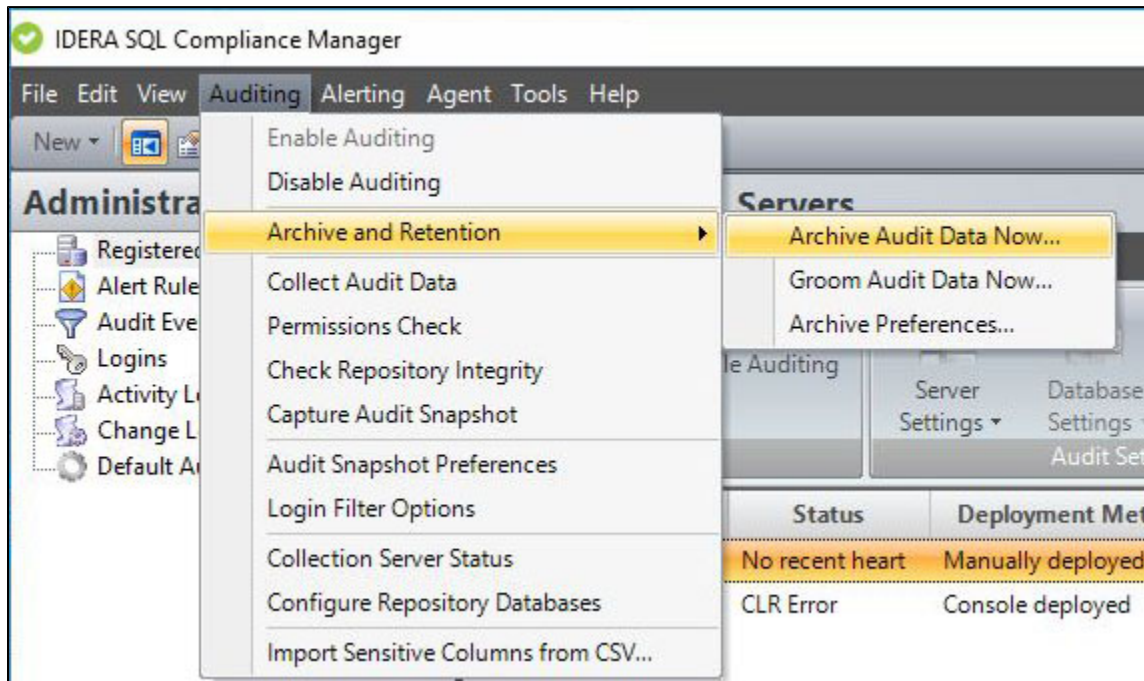 IDERA SQL Compliance Manager
File Edit View Auditing Alerting Agent Tools Help
New
Enable Auditing
Disable Auditing
Archive and Retention
Collect Audit Data
Permissions Check
Check Repository Integrity
Capture Audit Snapshot
Audit Snapshot Preferences
Login Filter Options
Collection Server Status
Configure Repository Databases
Import Sensitive Columns from CSV...
Archive Audit Data Now...
Groom Audit Data Now...
Archive Preferences...
Administra
Registered
Alert Rule
Audit Eve
Logins
Activity L
Change L
Default A
Servers
le Auditing
Server
Settings
Database
Settings
Audit Set
Status Deployment Met
No recent heart Manually deployed
CLR Error Console deployed